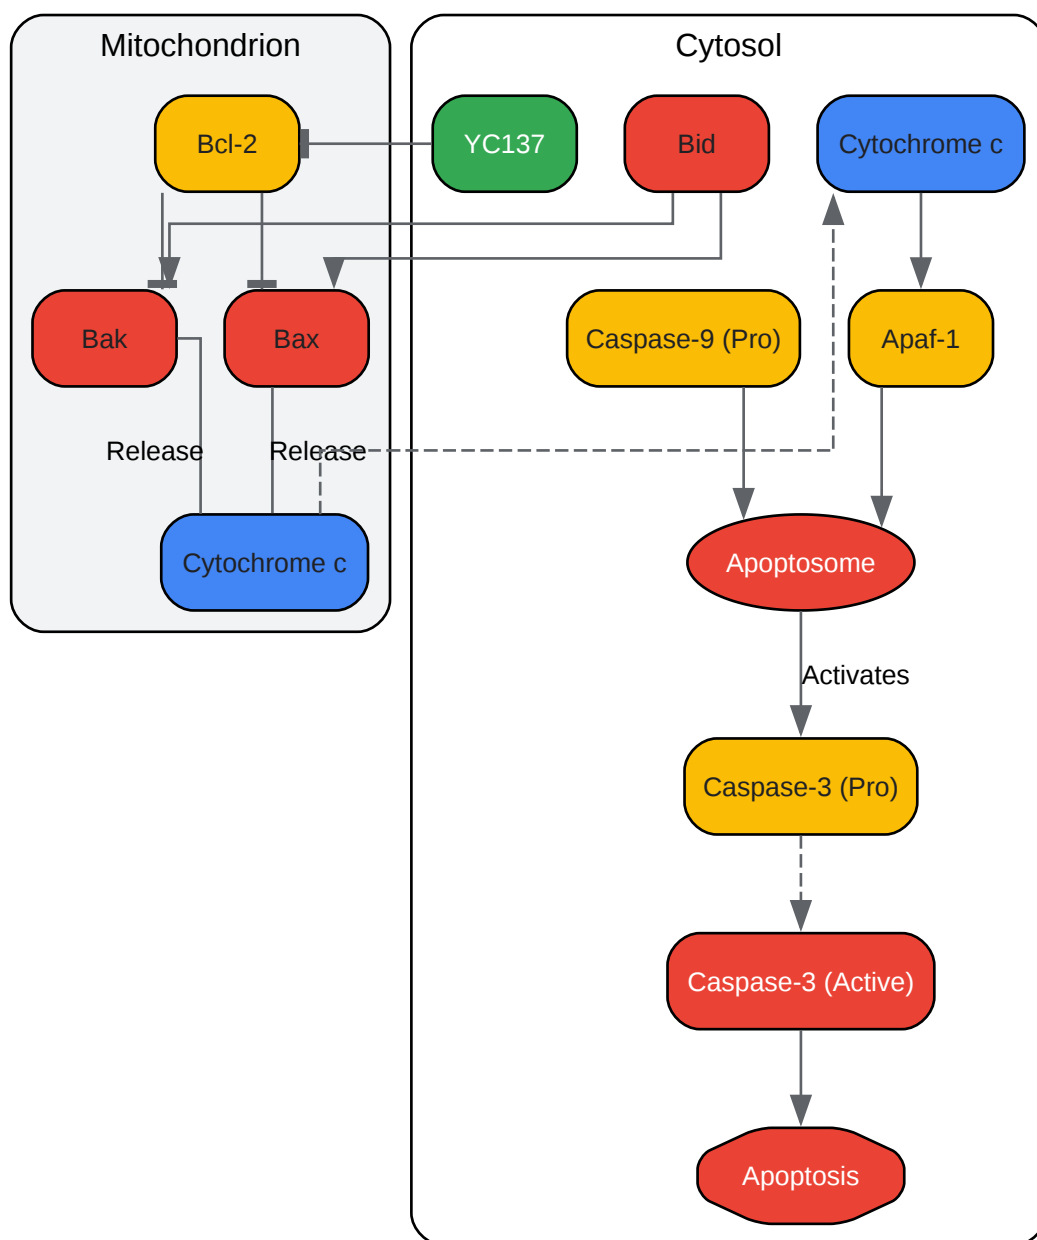 Mitochondrion
Cytosol
Bcl-2
YC137
Bid
Cytochrome c
Bak
Bax
Caspase-9 (Pro)
Apaf-1
Release
Release
Cytochrome c
Apoptosome
Activates
Caspase-3 (Pro)
Caspase-3 (Active)
Apoptosis